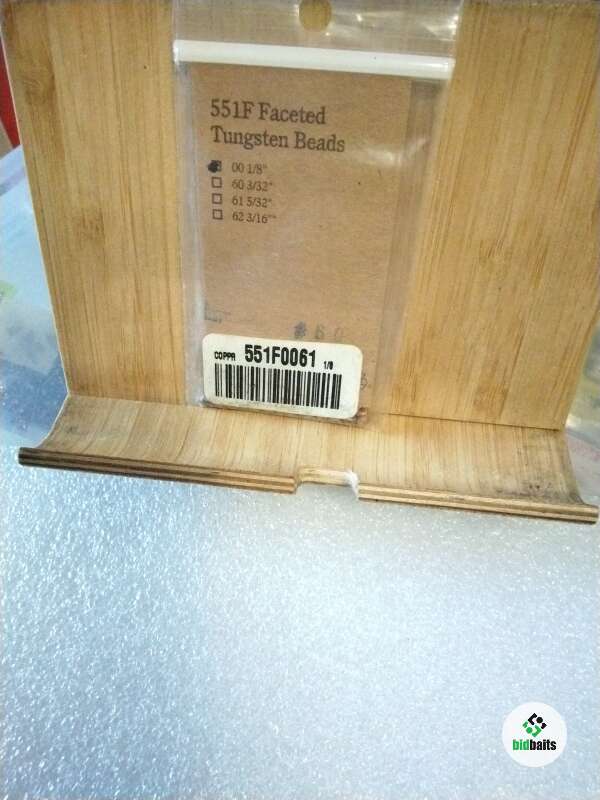 551F Faceted
Tungsten Beads
00 1/8"
60 3/32"
61 5/32"
62 3/16"
COPPR 551F0061 1/8
bidbaits